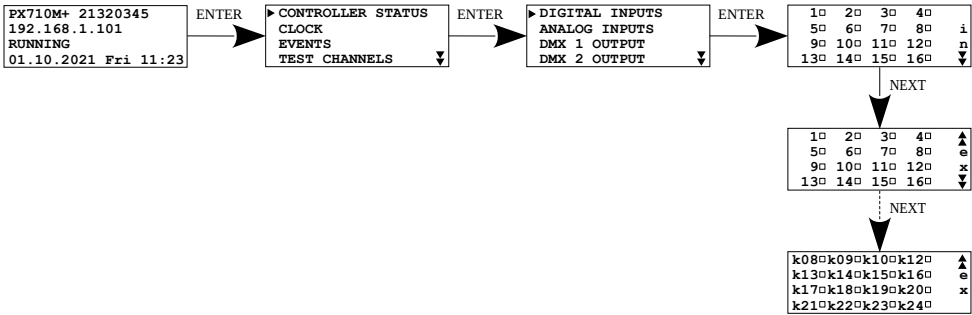 PX710M+ 21320345
192.168.1.101
RUNNING
01.10.2021 Fri 11:23
ENTER
▶CONTROLLER STATUS
CLOCK
EVENTS
TEST CHANNELS
ENTER
▶DIGITAL INPUTS
ANALOG INPUTS
DMX 1 OUTPUT
DMX 2 OUTPUT
ENTER
1□ 2□ 3□ 4□
5□ 6□ 7□ 8□ i
9□ 10□ 11□ 12□ n
13□ 14□ 15□ 16□
NEXT
1□ 2□ 3□ 4□
5□ 6□ 7□ 8□ e
9□ 10□ 11□ 12□ x
13□ 14□ 15□ 16□
NEXT
k08□k09□k10□k12□
k13□k14□k15□k16□ e
k17□k18□k19□k20□ x
k21□k22□k23□k24□